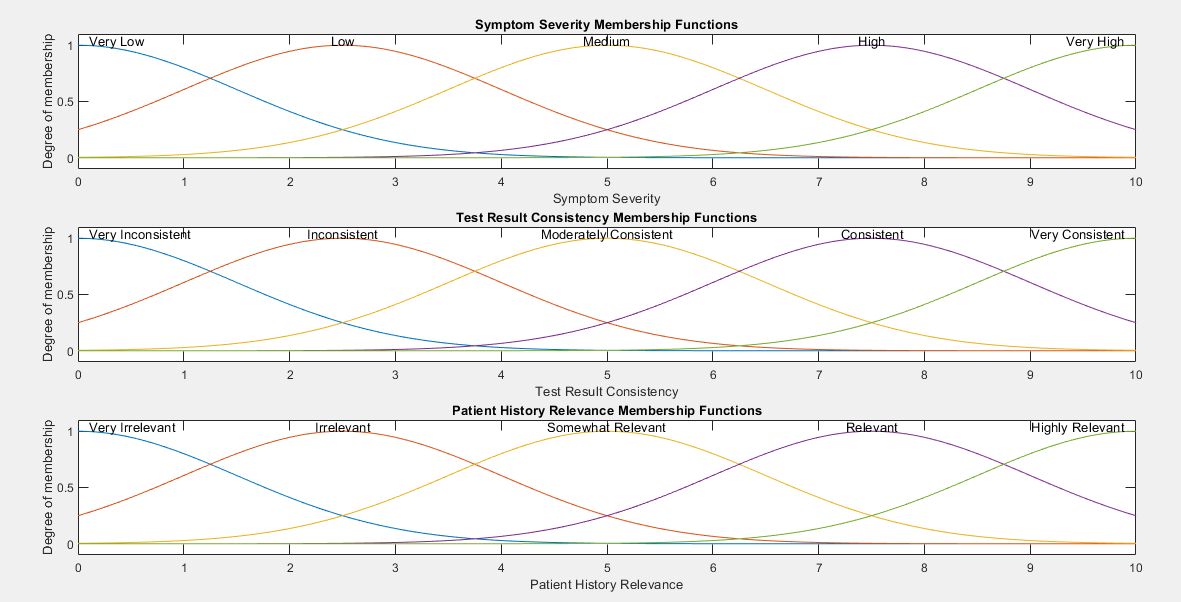 Symptom Severity Membership Functions
Very Low Low Medium High Very High
Degree of membership
1
0.5
0
0 1 2 3 4 5 6 7 8 9 10
Symptom Severity
Test Result Consistency Membership Functions
Very Inconsistent Inconsistent Moderately Consistent Consistent Very Consistent
Degree of membership
1
0.5
0
0 1 2 3 4 5 6 7 8 9 10
Test Result Consistency
Patient History Relevance Membership Functions
Very Irrelevant Irrelevant Somewhat Relevant Relevant Highly Relevant
Degree of membership
1
0.5
0
0 1 2 3 4 5 6 7 8 9 10
Patient History Relevance